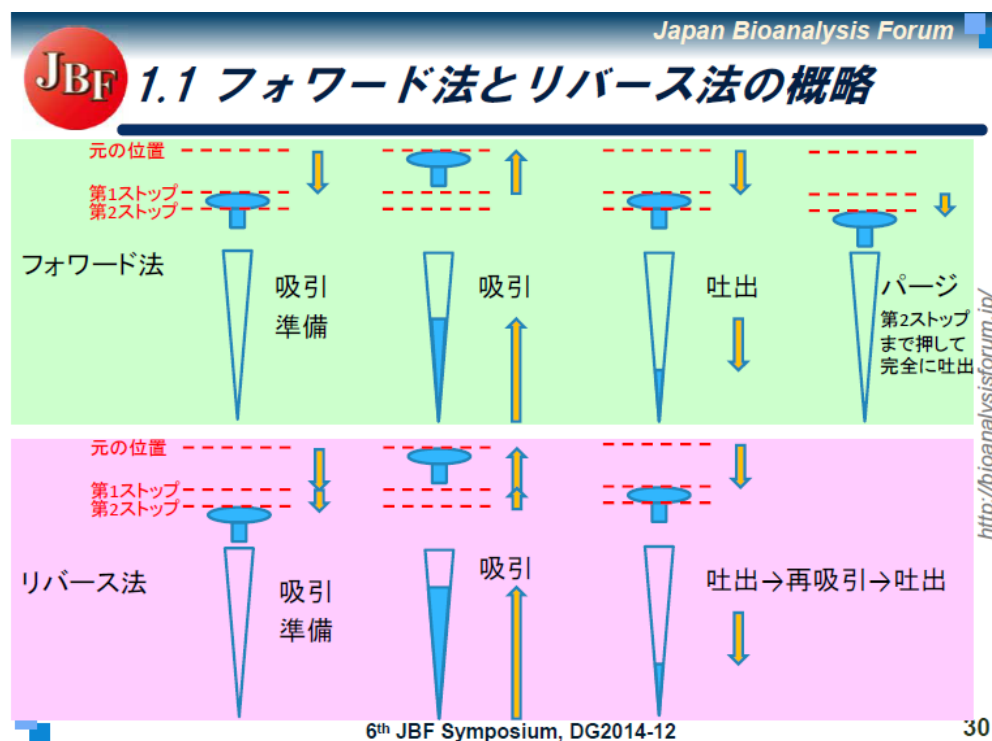 Japan Bioanalysis Forum
JBF
1.1 フォワード法とリバース法の概略
元の位置
第1ストップ
第2ストップ
フォワード法
吸引
準備
吸引
吐出
パージ
第2ストップ
まで押して
完全に吐出
元の位置
第1ストップ
第2ストップ
リバース法
吸引
準備
吸引
吐出→再吸引→吐出
http://bioanalysisforum.jp/
6th JBF Symposium, DG2014-12
30